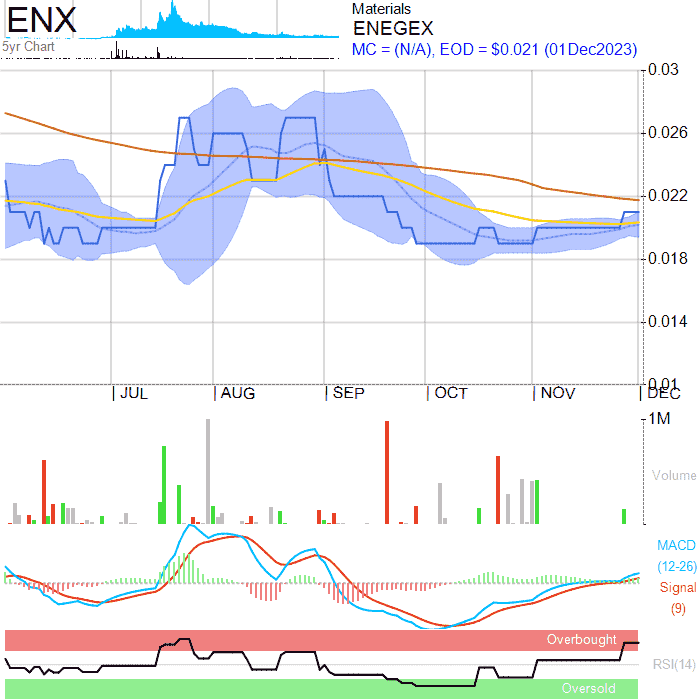 ENX
Materials
ENEGEX
5yr Chart
MC = (N/A), EOD = $0.021 (01Dec2023)
0.03
0.026
0.022
0.018
0.014
0.01
JUL AUG SEP OCT NOV DEC
1M
Volume
MACD
(12-26)
Signal
(9)
Overbought
RSI(14)
Oversold